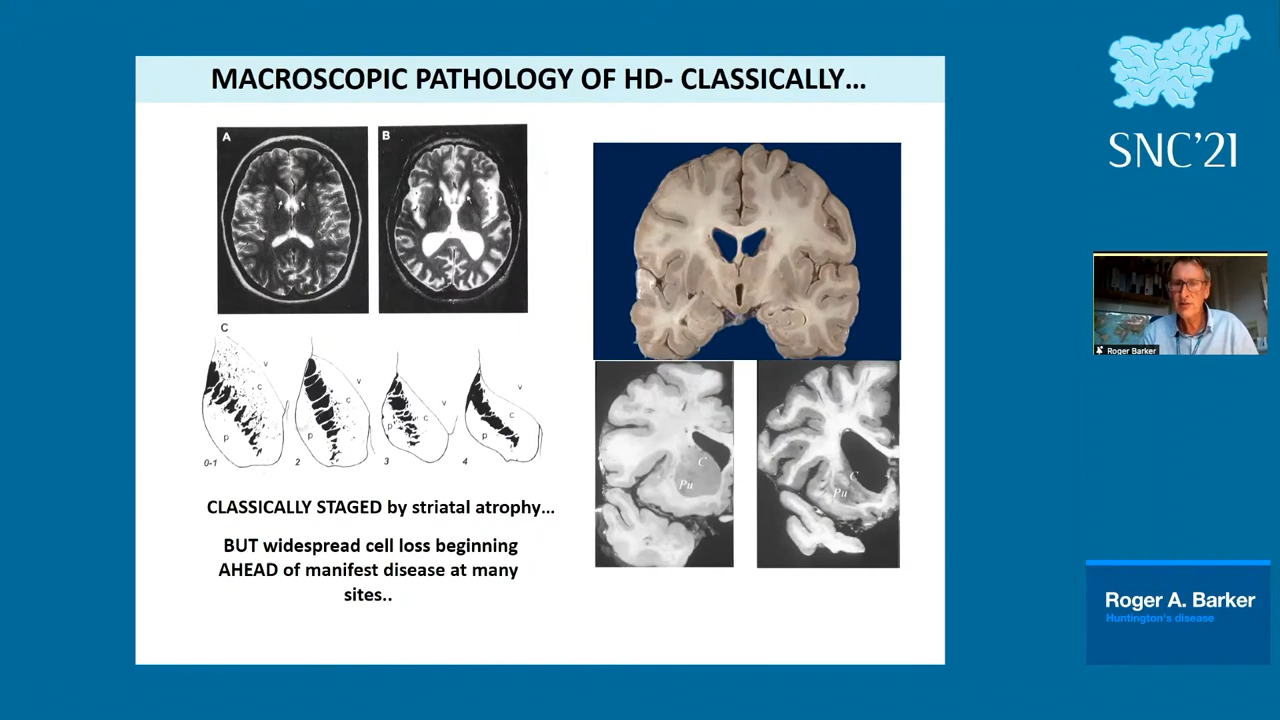 MACROSCOPIC PATHOLOGY OF HD- CLASSICALLY...
A
B
C
v
c
p
0-1
v
c
p
2
v
c
p
3
v
c
p
4
CLASSICALLY STAGED by striatal atrophy...
BUT widespread cell loss beginning
AHEAD of manifest disease at many
sites..
C
Pu
C
Pu
SNC'21
Roger Barker
Roger A. Barker
Huntington's disease